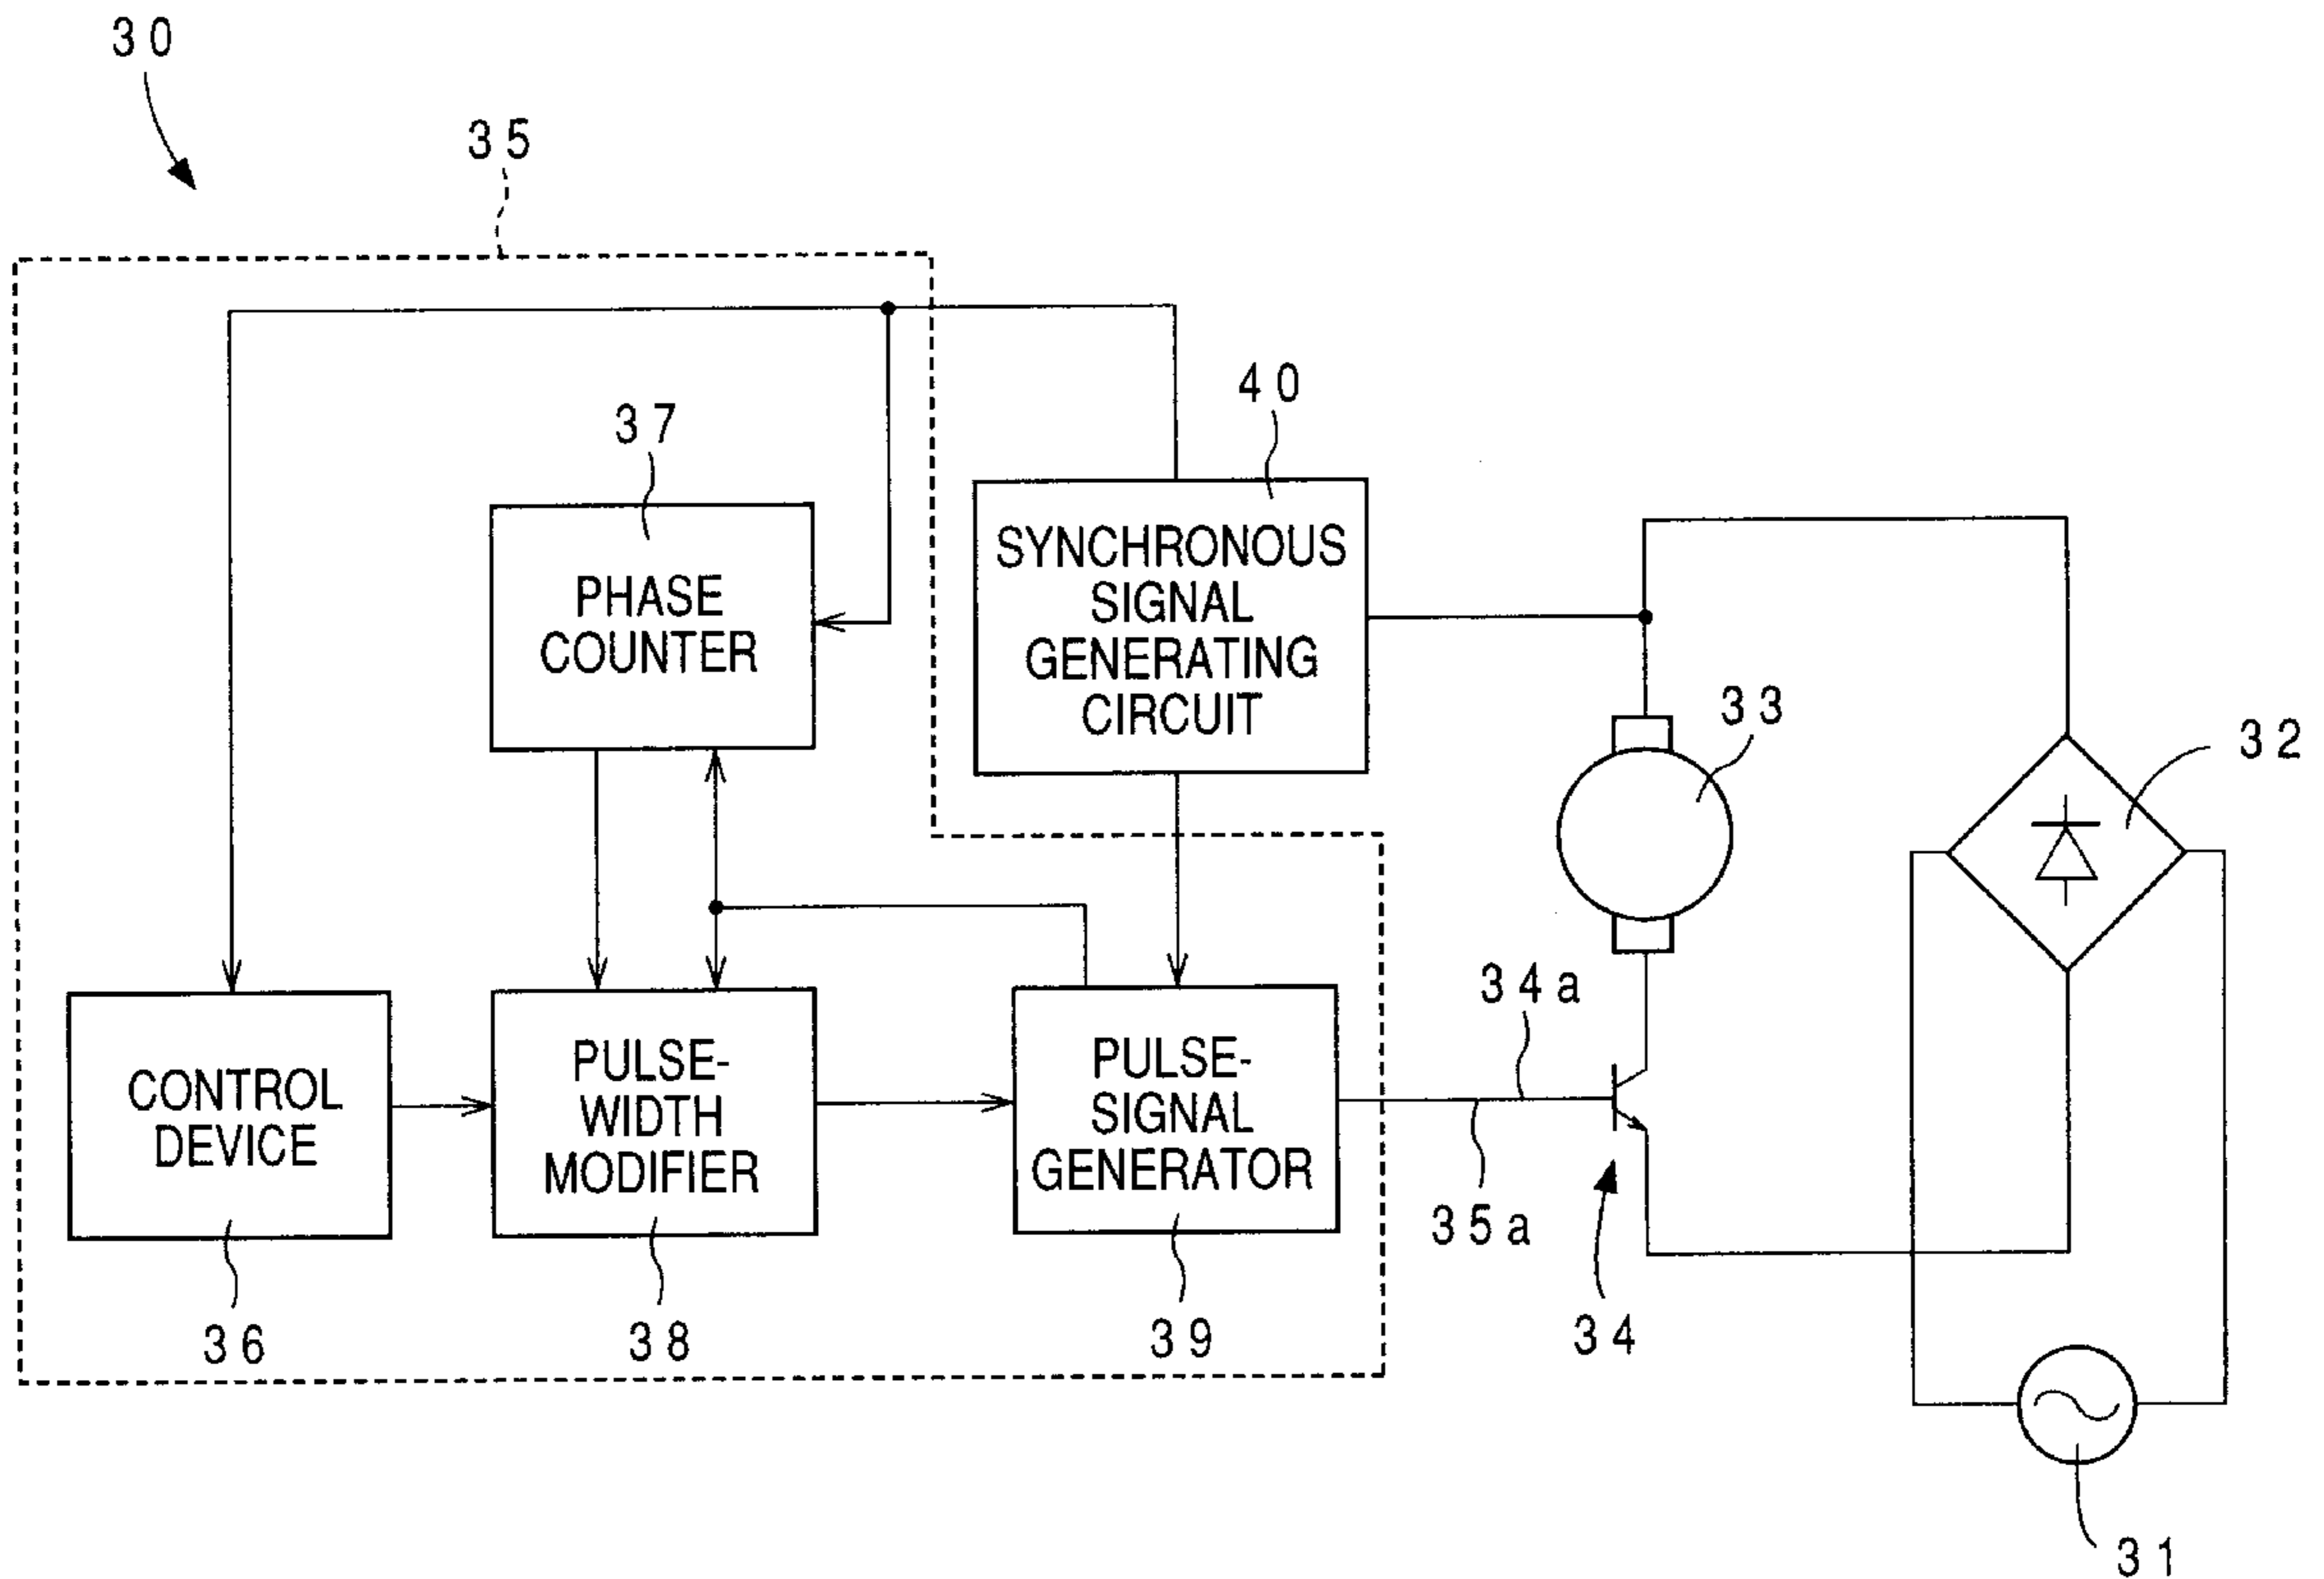 30
35
40
37
SYNCHRONOUS
SIGNAL
GENERATING
CIRCUIT
PHASE
COUNTER
33
32
34a
CONTROL
DEVICE
PULSE-
WIDTH
MODIFIER
PULSE-
SIGNAL
GENERATOR
35a
36
38
39
34
31